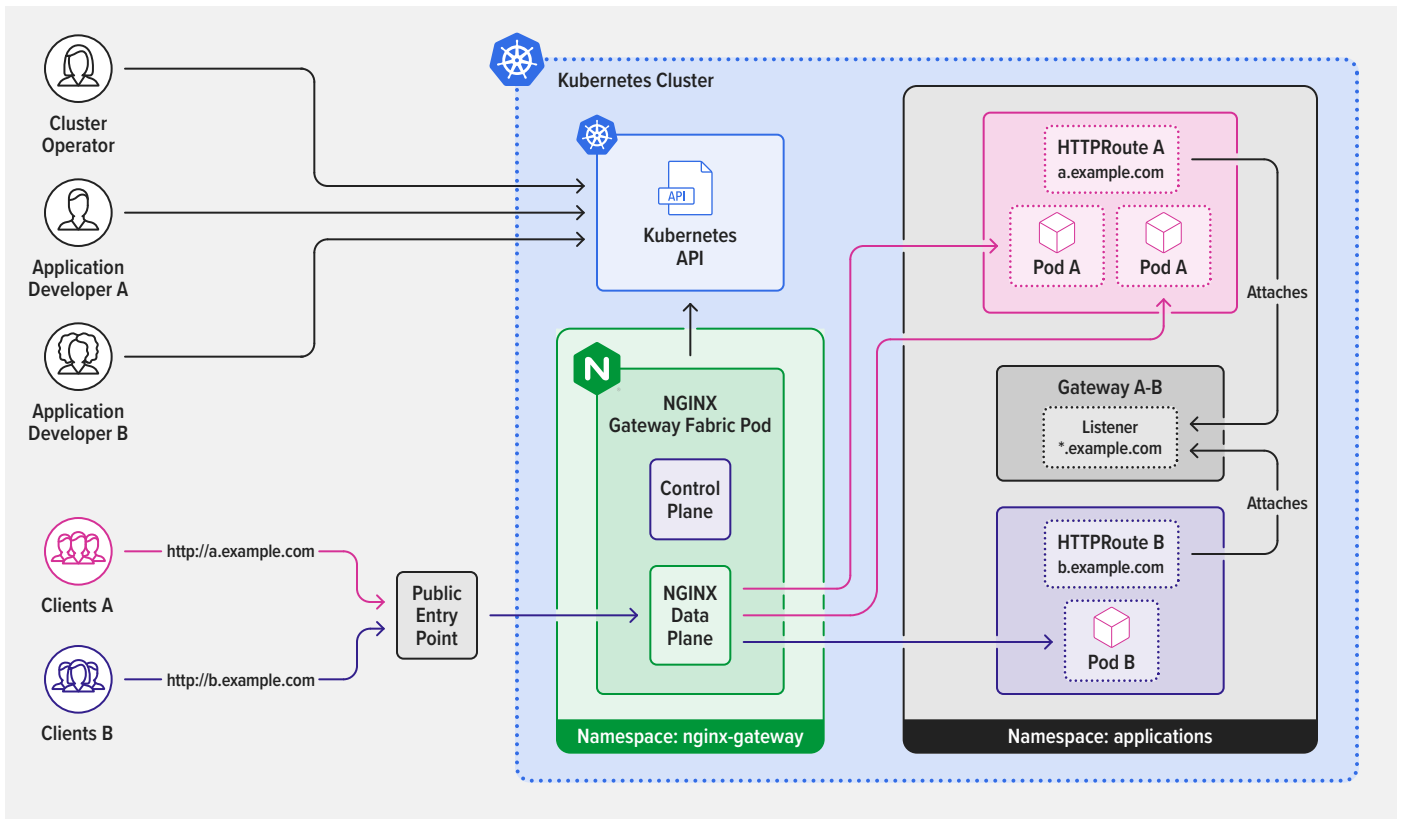 Cluster
Operator
Application
Developer A
Application
Developer B
http://a.example.com
Clients A
http://b.example.com
Clients B
Public
Entry
Point
Kubernetes Cluster
API
Kubernetes
API
N
NGINX
Gateway Fabric Pod
Control
Plane
NGINX
Data
Plane
Namespace: nginx-gateway
HTTPRoute A
a.example.com
Pod A
Pod A
Attaches
Gateway A-B
Listener
*.example.com
Attaches
HTTPRoute B
b.example.com
Pod B
Namespace: applications